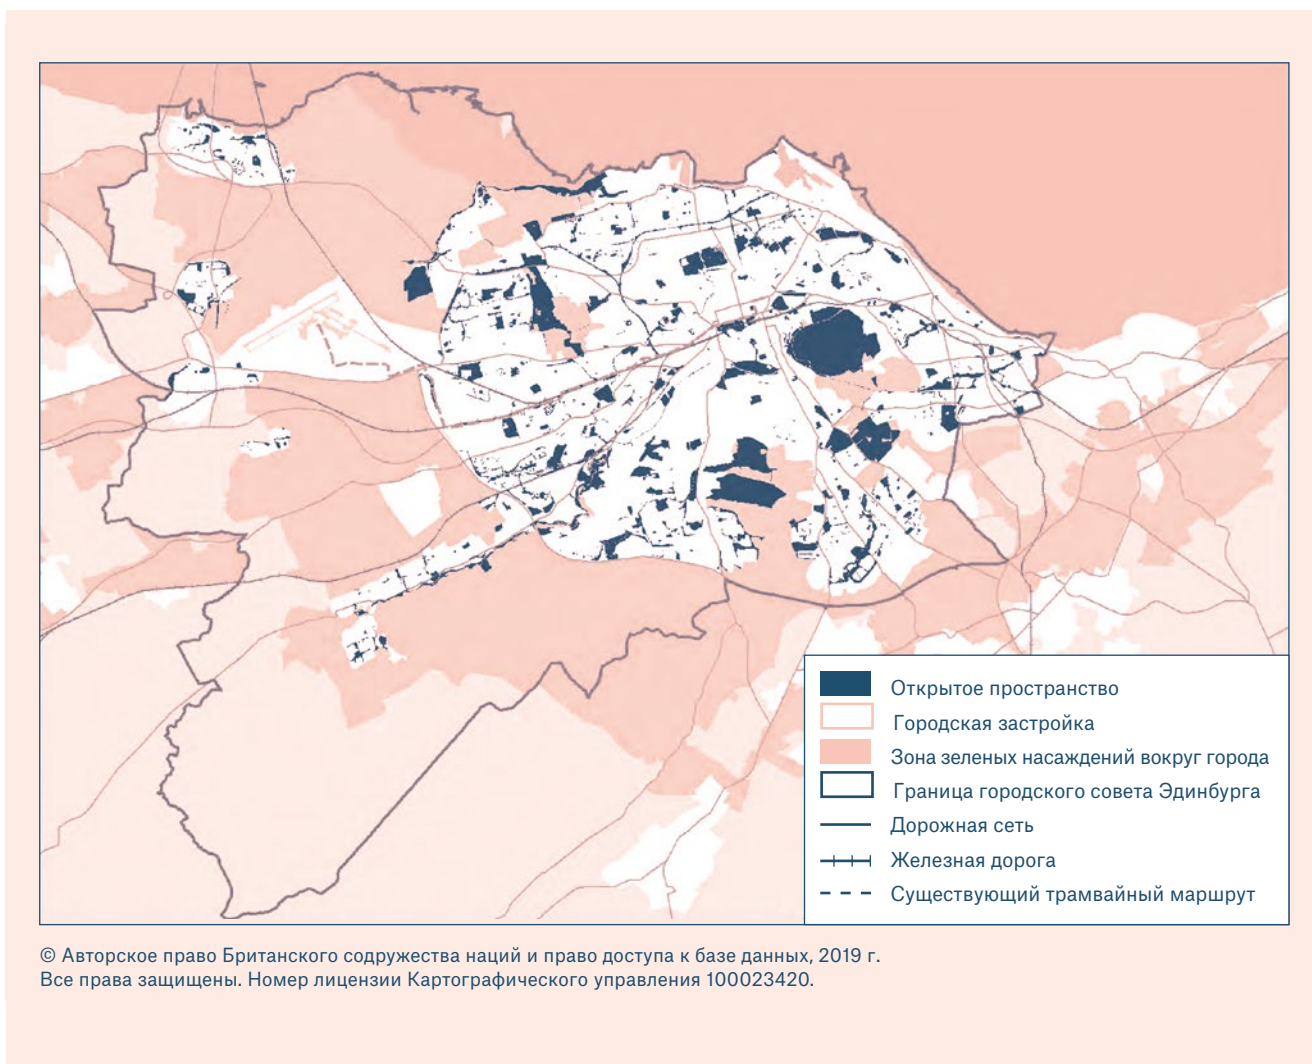 Открытое пространство
Городская застройка
Зона зеленых насаждений вокруг города
Граница городского совета Эдинбурга
Дорожная сеть
Железная дорога
Существующий трамвайный маршрут
© Авторское право Британского содружества наций и право доступа к базе данных, 2019 г.
Все права защищены. Номер лицензии Картографического управления 100023420.